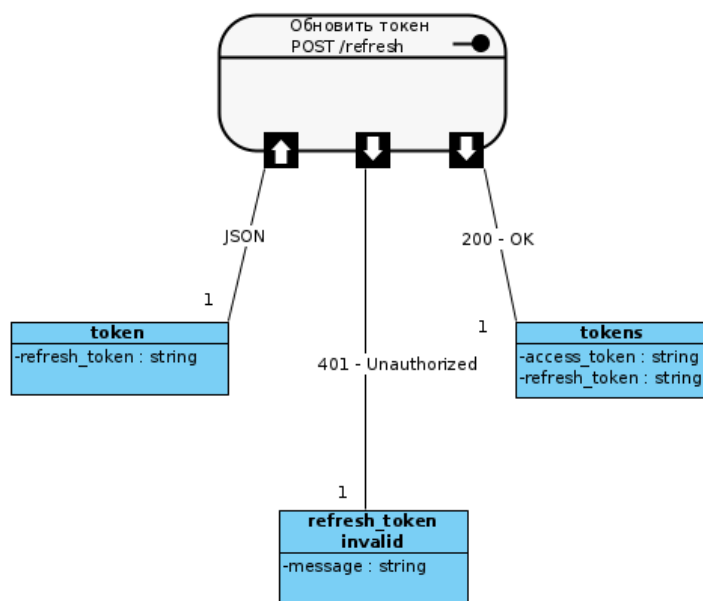 Обновить токен
POST /refresh
JSON
200 - OK
1
token
-refresh_token : string
1
tokens
-access_token : string
-refresh_token : string
401 - Unauthorized
1
refresh_token
invalid
-message : string